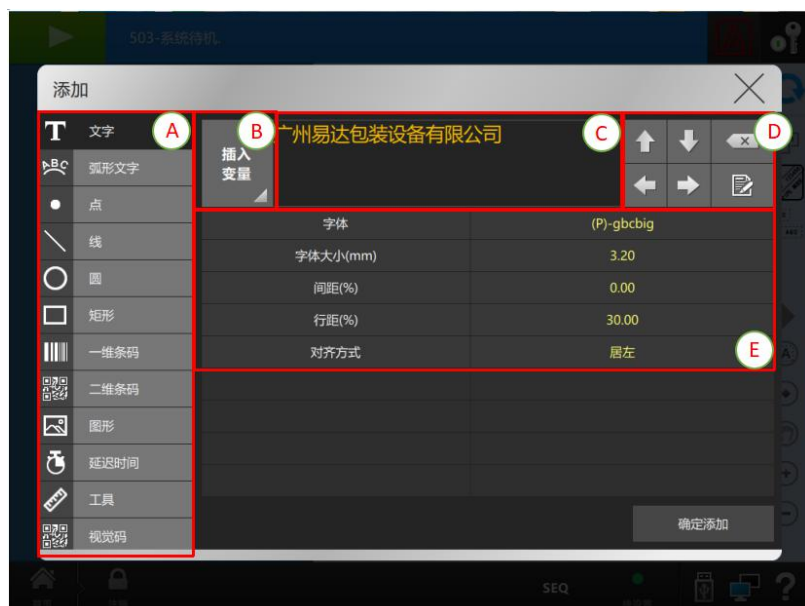 503-系统待机.
添加
文字
A
弧形文字
ABC
点
线
圆
矩形
一维条码
二维条码
图形
延迟时间
工具
视觉码
插入
变量
B
广州易达包装设备有限公司
C
D
字体 (P)-gbcbig
字体大小(mm) 3.20
间距(%) 0.00
行距(%) 30.00
对齐方式 居左
E
确定添加
SEQ